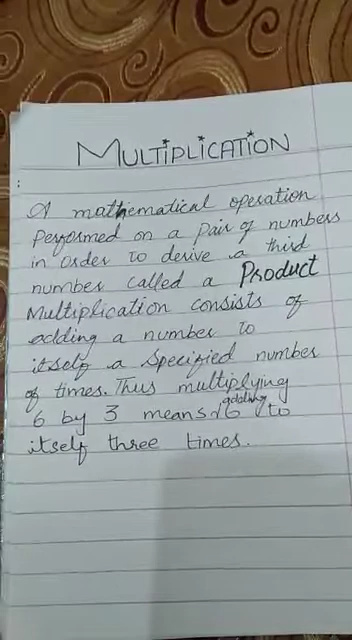 MULTIPLICATION
:
A mathematical operation
Performed on a pair of numbers
in order to derive a third
number called a Product
Multiplication consists of
adding a number to
itself a specified number
of times. Thus multiplying
6 by 3 means adding 6 to
itself three times.